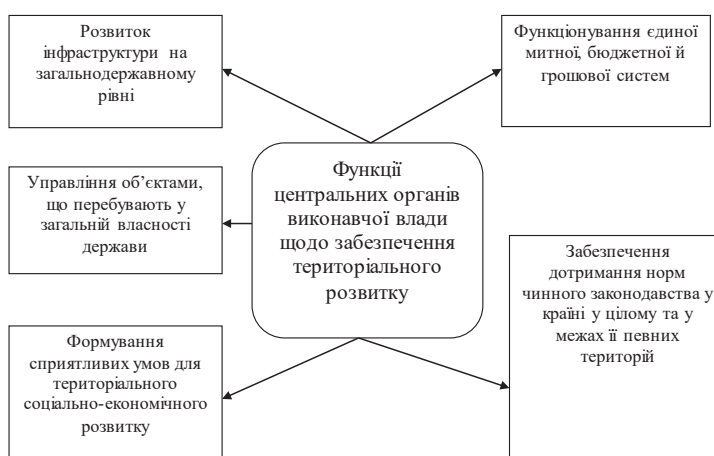 Розвиток
інфраструктури на
загальнодержавному
рівні
Функціонування єдиної
митної, бюджетної й
грошової систем
Управління об’єктами,
що перебувають у
загальній власності
держави
Функції
центральних органів
виконавчої влади
щодо забезпечення
територіального
розвитку
Забезпечення
дотримання норм
чинного законодавства у
країні у цілому та у
межах її певних
територій
Формування
сприятливих умов для
територіального
соціально-економічного
розвитку